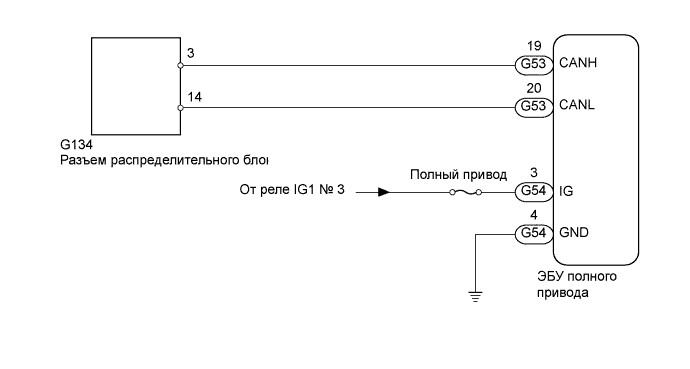 3
19
G53 CANH
14
20
G53 CANL
G134
Разъем распределительного блок
Полный привод
3
От реле IG1 № 3
G54 IG
4
G54 GND
ЭБУ полного
привода